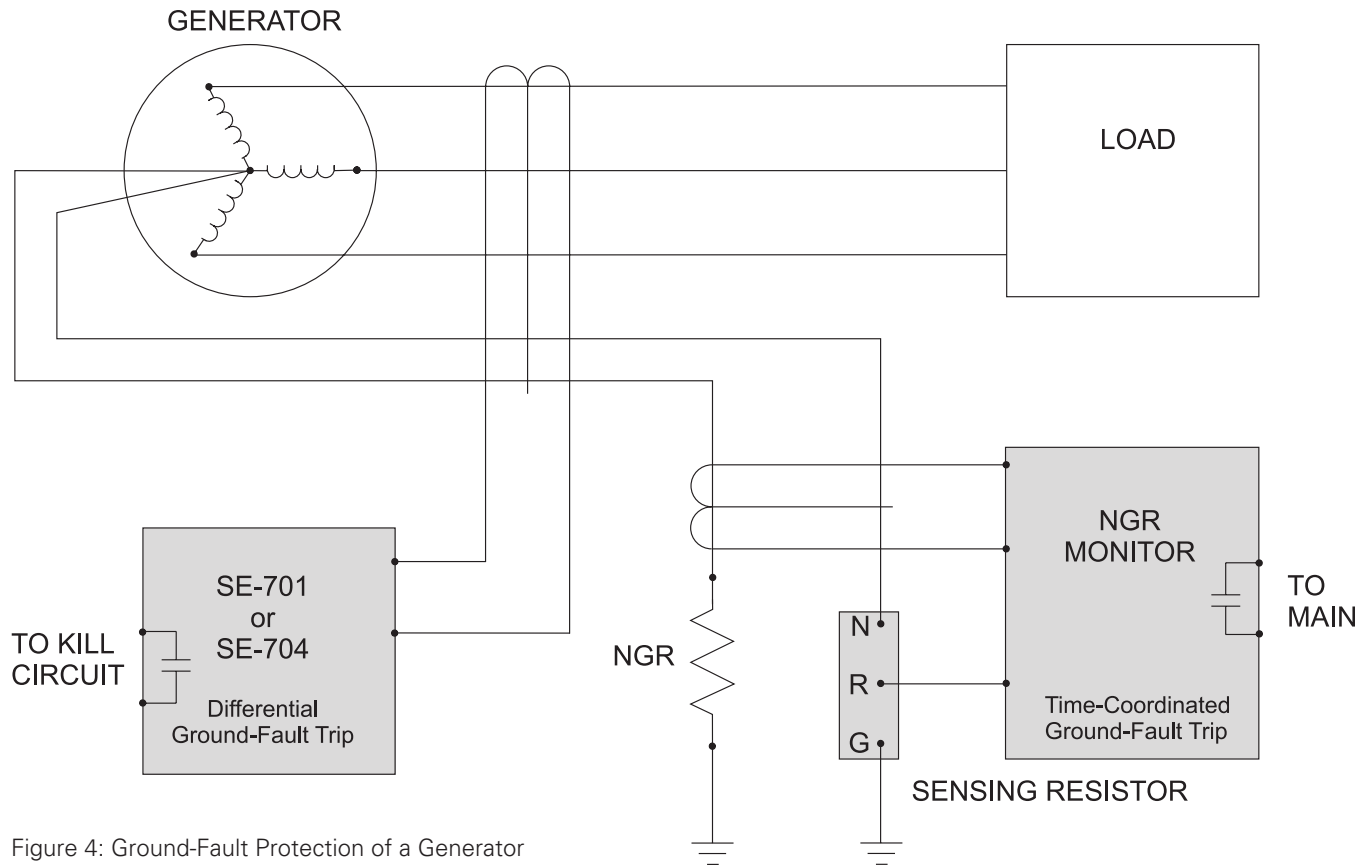 GENERATOR
LOAD
SE-701
or
SE-704
Differential
Ground-Fault Trip
TO KILL
CIRCUIT
NGR
N
R
G
SENSING RESISTOR
NGR
MONITOR
Time-Coordinated
Ground-Fault Trip
TO
MAIN
Figure 4: Ground-Fault Protection of a Generator